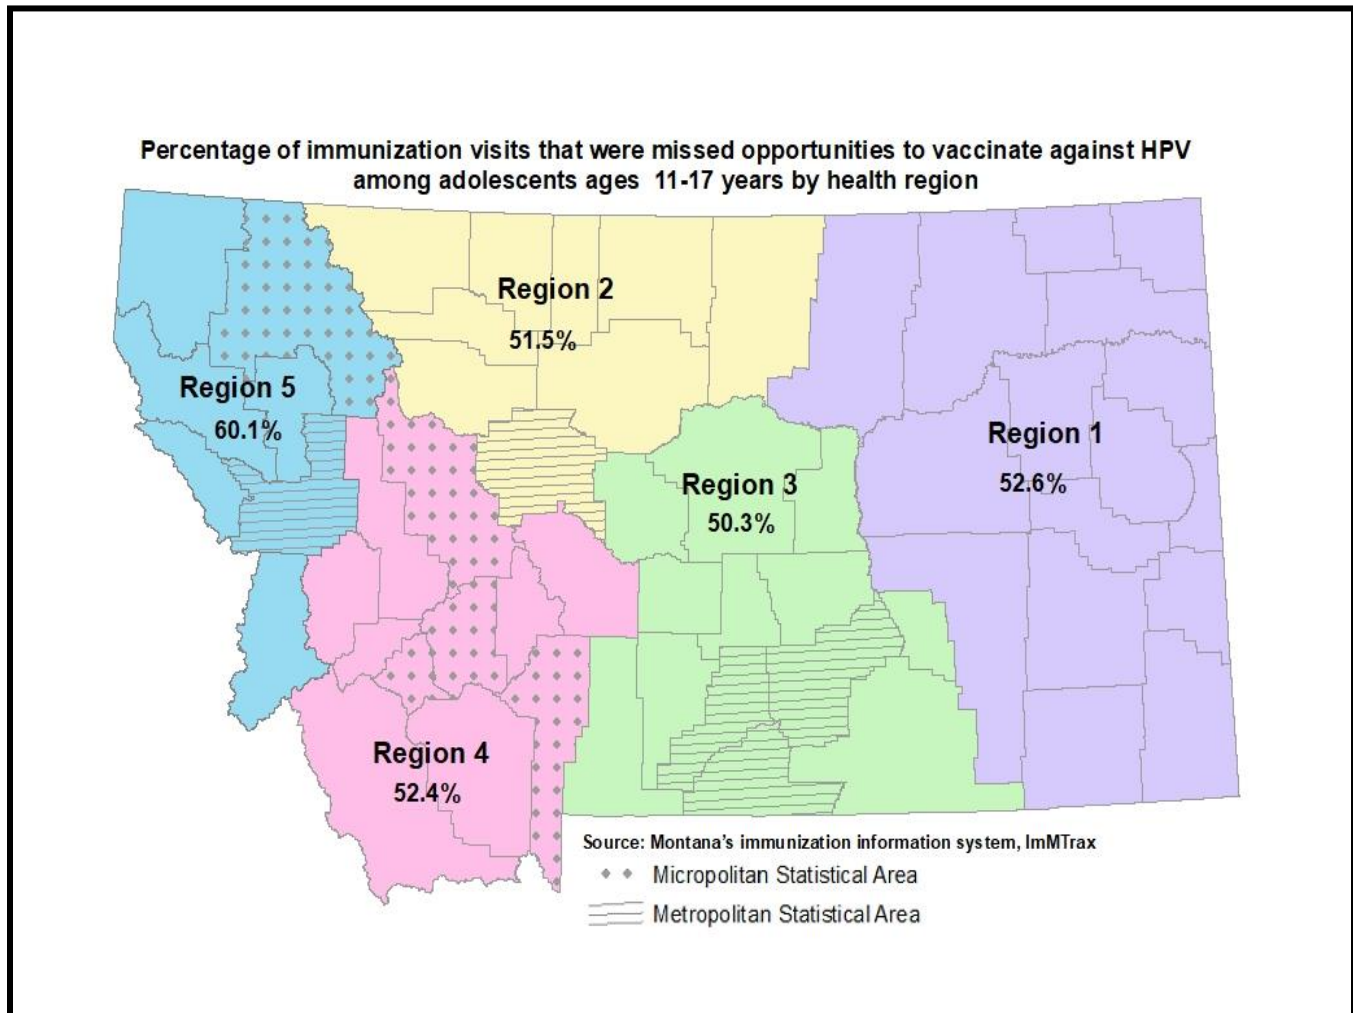 Percentage of immunization visits that were missed opportunities to vaccinate against HPV
among adolescents ages 11-17 years by health region
Region 2
51.5%
Region 5
60.1%
Region 1
52.6%
Region 3
50.3%
Region 4
52.4%
Source: Montana's immunization information system, ImMTrax
Micropolitan Statistical Area
Metropolitan Statistical Area